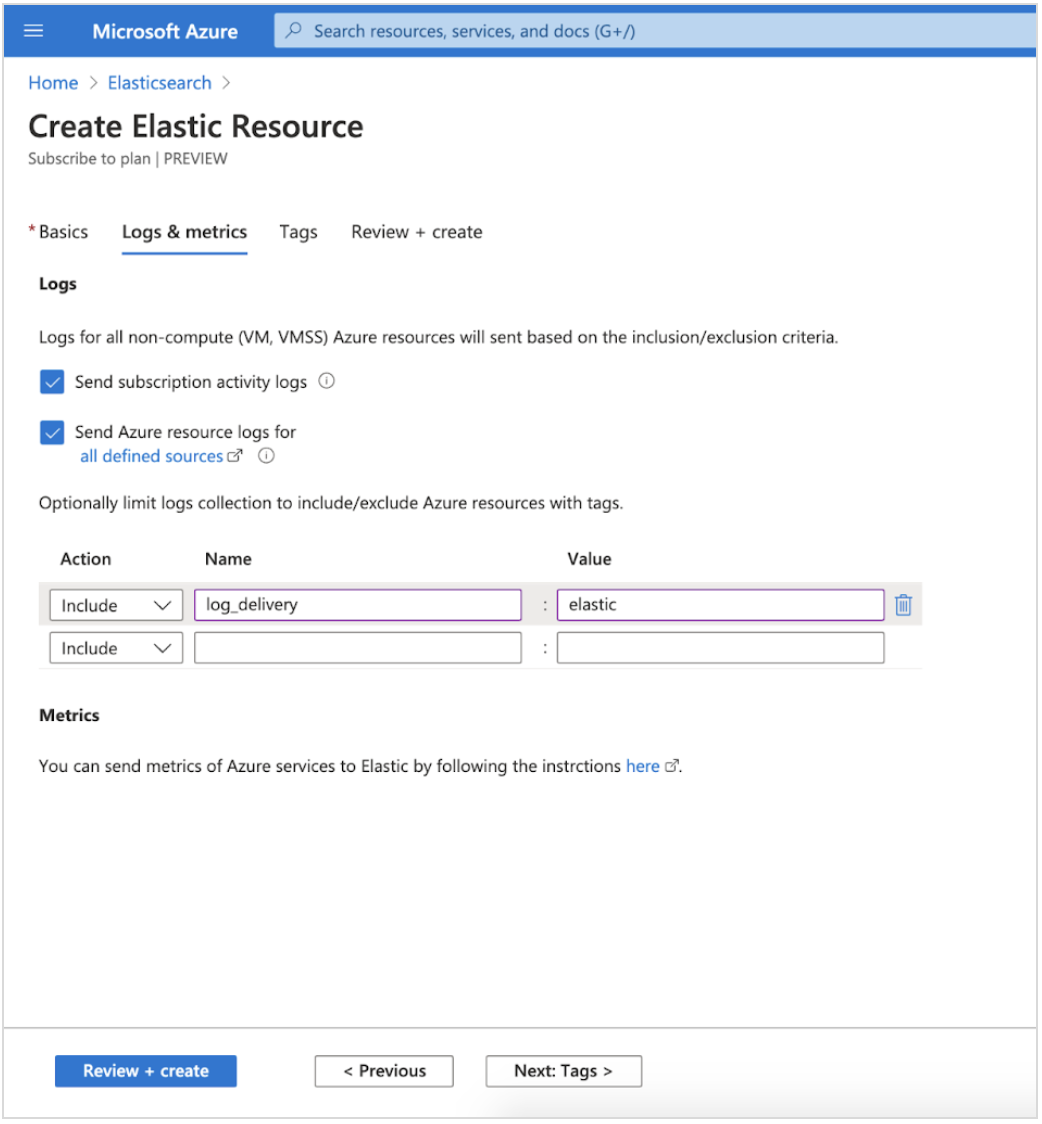 Microsoft Azure
Search resources, services, and docs (G+/)
Home > Elasticsearch >
Create Elastic Resource
Subscribe to plan | PREVIEW
* Basics Logs & metrics Tags Review + create
Logs
Logs for all non-compute (VM, VMSS) Azure resources will sent based on the inclusion/exclusion criteria.
Send subscription activity logs
Send Azure resource logs for
all defined sources
Optionally limit logs collection to include/exclude Azure resources with tags.
Action Name Value
Include log_delivery : elastic
Include :
Metrics
You can send metrics of Azure services to Elastic by following the instrctions here.
Review + create < Previous Next: Tags >